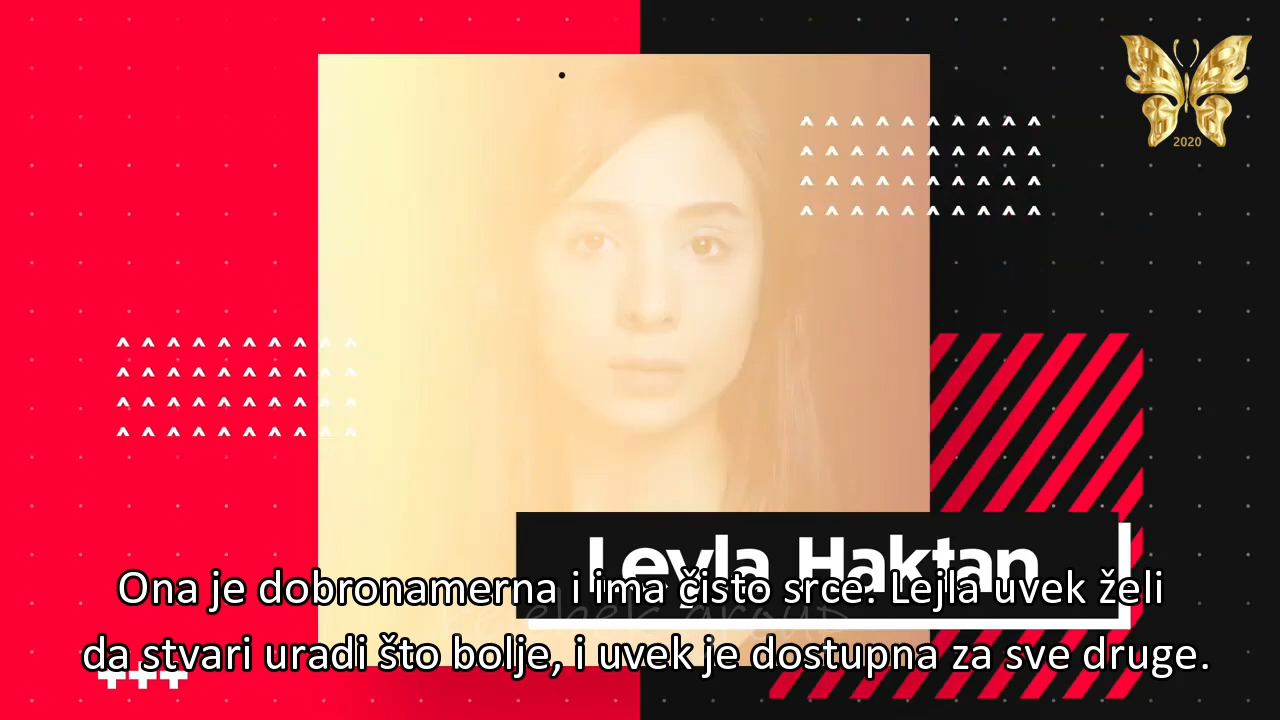 2020
Leyla Haktan
Ona je dobronamerna i ima čisto srce. Lejla uvek želi
da stvari uradi što bolje, i uvek je dostupna za sve druge.